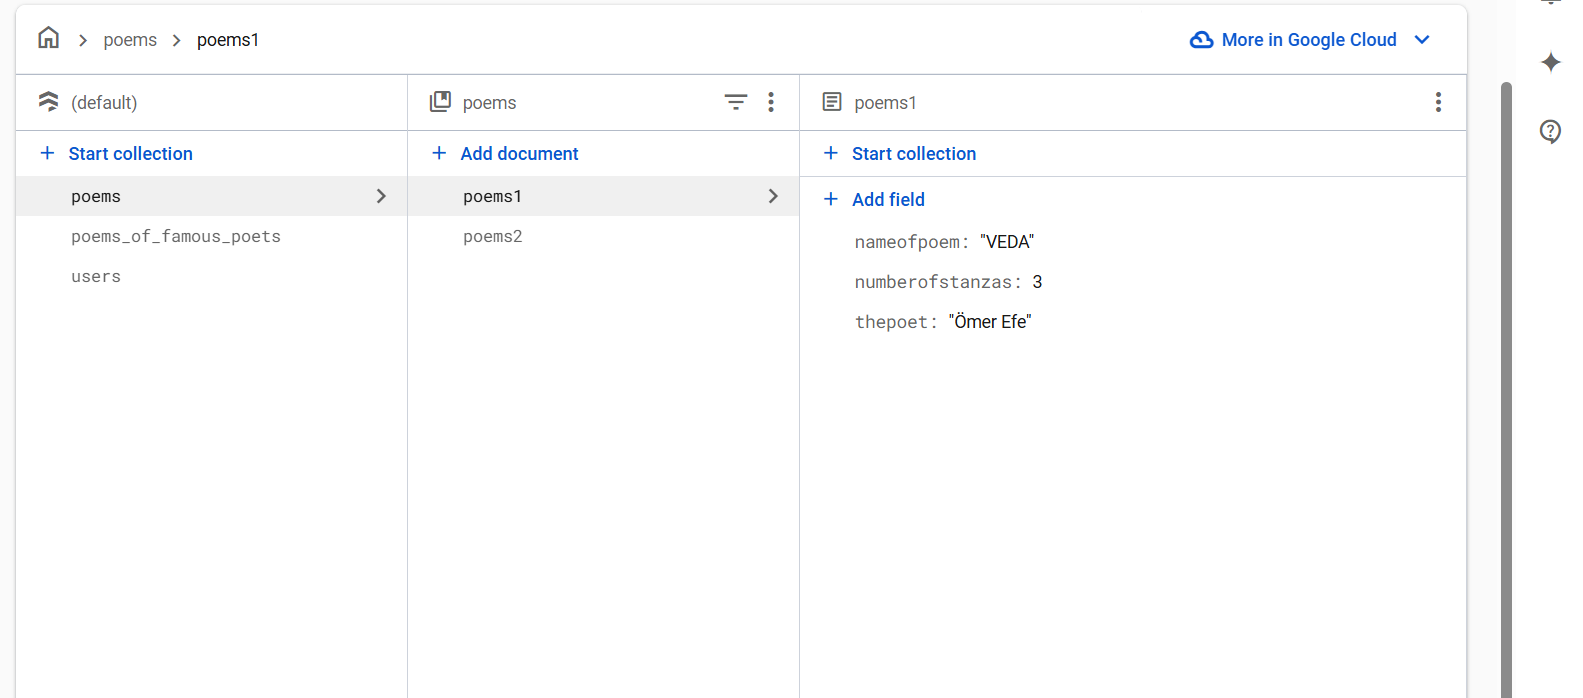 poems poems1
More in Google Cloud
(default)
Start collection
poems
poems_of_famous_poets
users
poems
Add document
poems1
poems2
poems1
Start collection
Add field
nameofpoem: "VEDA"
numberofstanzas: 3
thepoet: "Ömer Efe"